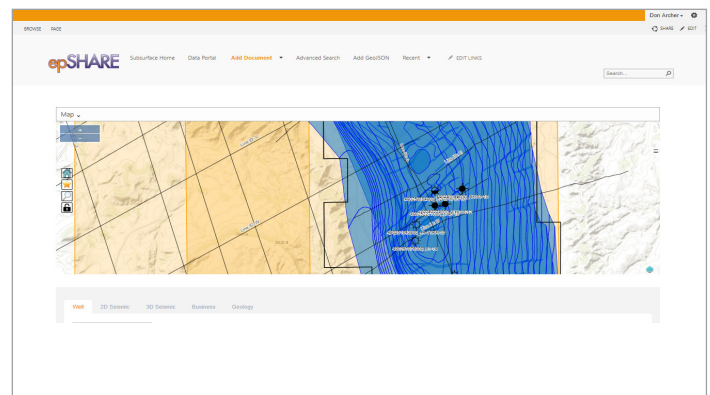 Don Archer
BROWSE PAGE
SHARE EDIT
epSHARE
Subsurface Home Data Portal Add Document Advanced Search Add GeoJSON Recent EDIT LINKS
Search...
Map
Well 2D Seismic 3D Seismic Business Geology